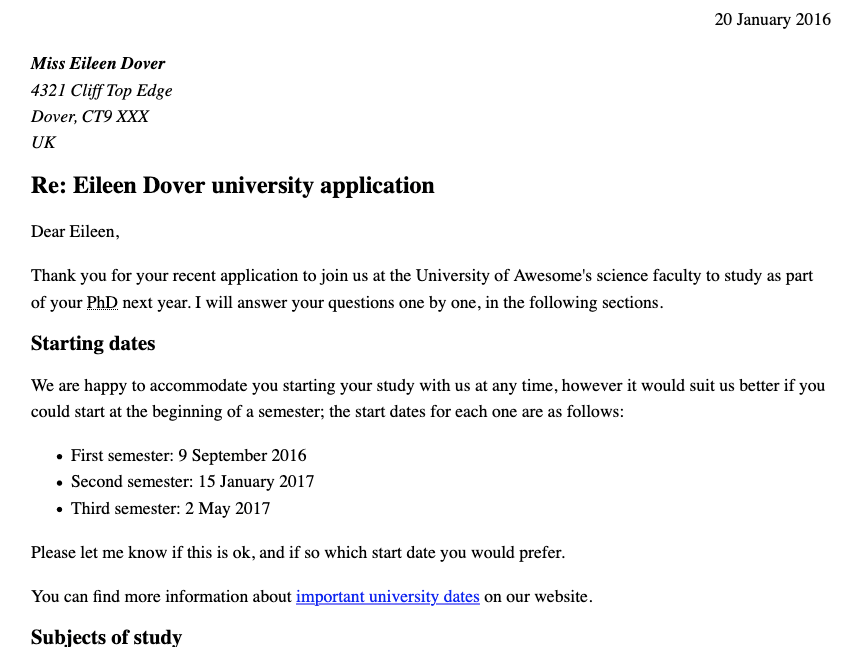 20 January 2016
Miss Eileen Dover
4321 Cliff Top Edge
Dover, CT9 XXX
UK
Re: Eileen Dover university application
Dear Eileen,
Thank you for your recent application to join us at the University of Awesome's science faculty to study as part
of your PhD next year. I will answer your questions one by one, in the following sections.
Starting dates
We are happy to accommodate you starting your study with us at any time, however it would suit us better if you
could start at the beginning of a semester; the start dates for each one are as follows:
• First semester: 9 September 2016
• Second semester: 15 January 2017
• Third semester: 2 May 2017
Please let me know if this is ok, and if so which start date you would prefer.
You can find more information about important university dates on our website.
Subjects of study